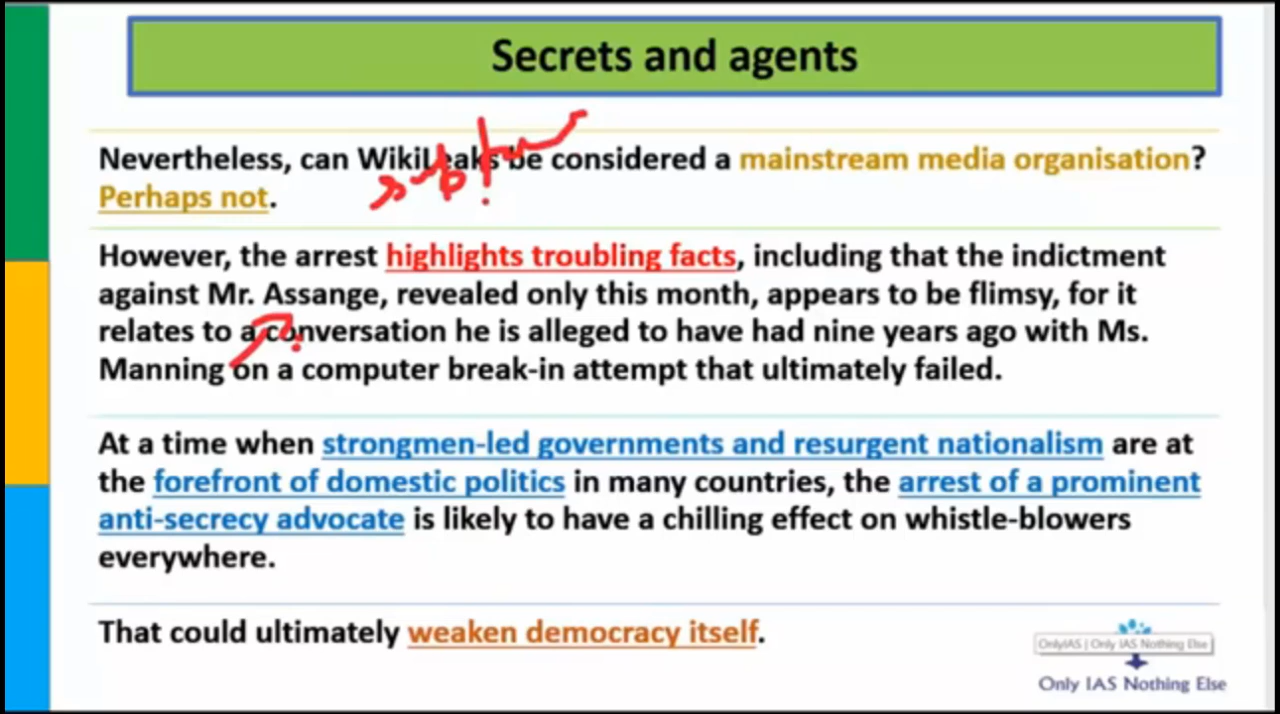 Secrets and agents
Nevertheless, can WikiLeaks be considered a mainstream media organisation?
Perhaps not.
However, the arrest highlights troubling facts, including that the indictment
against Mr. Assange, revealed only this month, appears to be flimsy, for it
relates to a conversation he is alleged to have had nine years ago with Ms.
Manning on a computer break-in attempt that ultimately failed.
At a time when strongmen-led governments and resurgent nationalism are at
the forefront of domestic politics in many countries, the arrest of a prominent
anti-secrecy advocate is likely to have a chilling effect on whistle-blowers
everywhere.
That could ultimately weaken democracy itself.
OnlyIAS | Only IAS Nothing Else
Only IAS Nothing Else